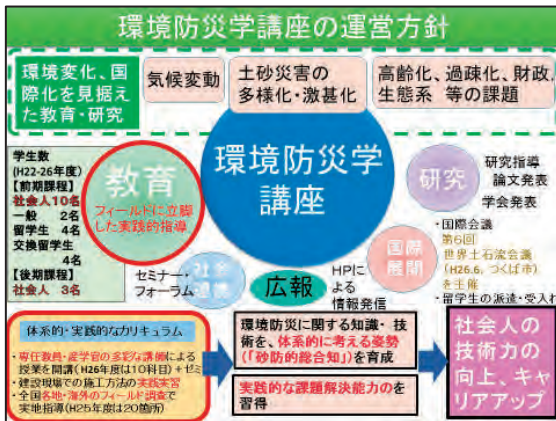 環境防災学講座の運営方針
環境変化、国
際化を見据え
た教育・研究
気候変動
土砂災害の
多様化・激甚化
高齢化、過疎化、財政、
生態系 等の課題
学生数
(H22-26年度)
【前期課程】
社会人10名
一般 2名
留学生 4名
交換留学生
4名
【後期課程】
社会人 3名
教育
フィールドに立脚
した実践的指導
環境防災学
講座
研究
研究指導
論文発表
学会発表
セミナー・
フォーラム
社会
連携
広報
HPに
よる
情報発信
国際
展開
・国際会議
第6回
世界土石流会議
(H26.6，つくば市)
を主催
・留学生の派遣・受入れ
体系的・実践的なカリキュラム
・専任教員・産学官の多彩な講師による
授業を開講(H26年度は10科目)+ゼミ
・建設現場での施工方法の実践実習
・全国各地・海外のフィールド調査で
実地指導(H25年度は20箇所)
環境防災に関する知識・技
術を、体系的に考える姿勢
(「砂防的総合知」)を育成
実践的な課題解決能力のを
習得
社会人の
技術力の
向上、キャ
リアアップ